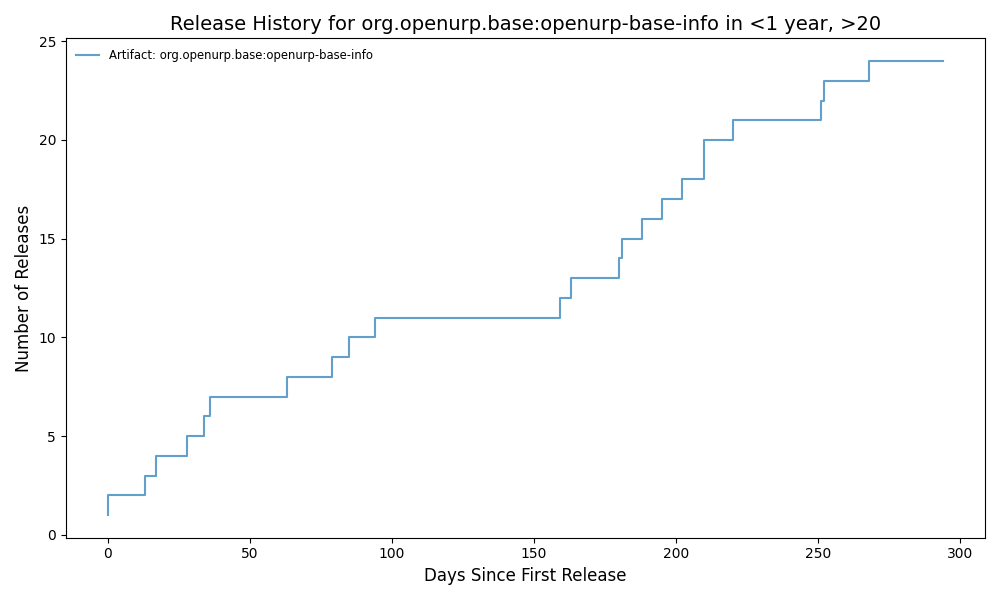 Release History for org.openurp.base:openurp-base-info in <1 year, >20
Artifact: org.openurp.base:openurp-base-info
Number of Releases
25
20
15
10
5
0
0 50 100 150 200 250 300
Days Since First Release